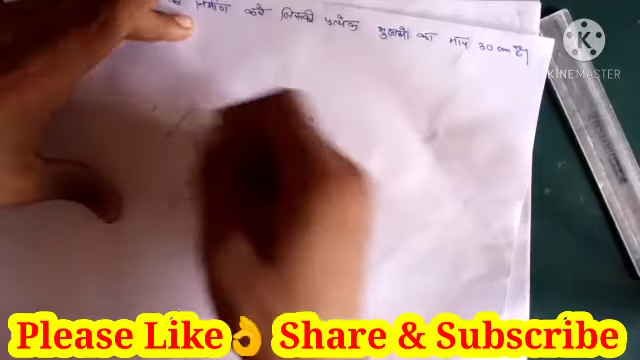 का निर्माण करे जिसकी प्रत्येक भुजाओं का माप 30 cm है।
KINEMASTER
Please Like👌 Share & Subscribe